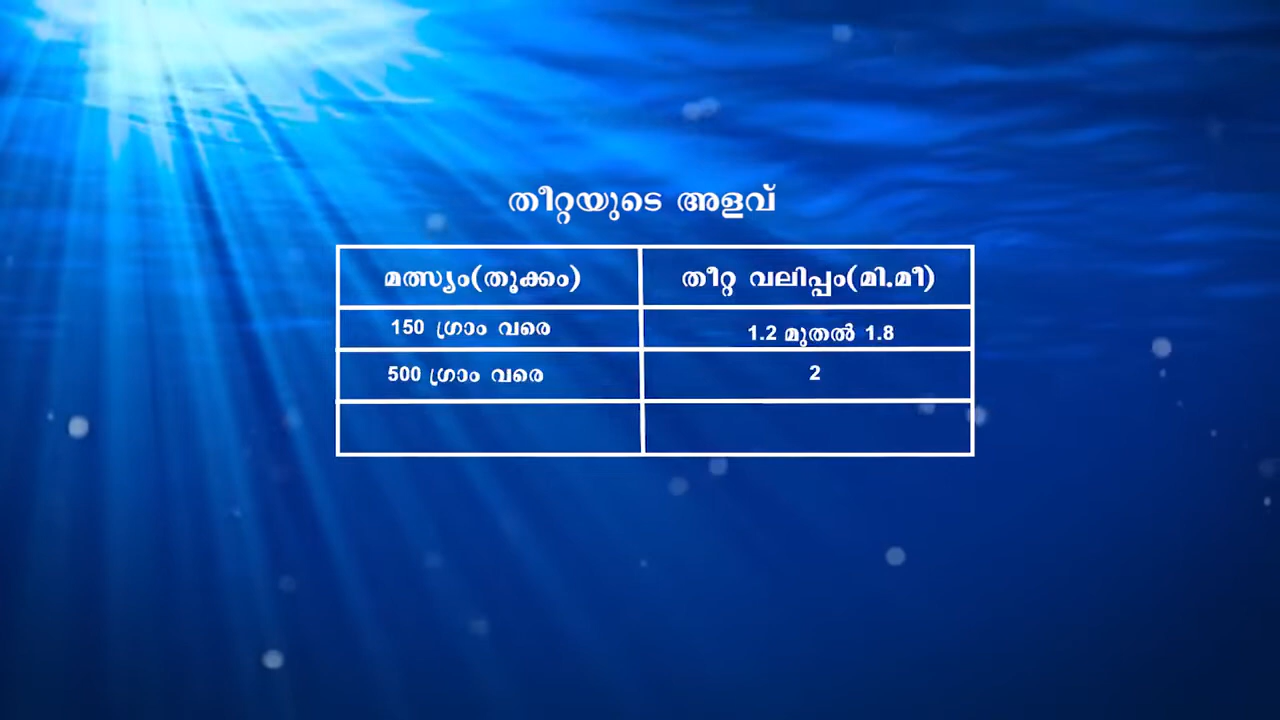 തീറ്റയുടെ അളവ്
മത്സ്യം(തൂക്കം) തീറ്റ വലിപ്പം(മി.മീ)
150 ഗ്രാം വരെ 1.2 മുതൽ 1.8
500 ഗ്രാം വരെ 2